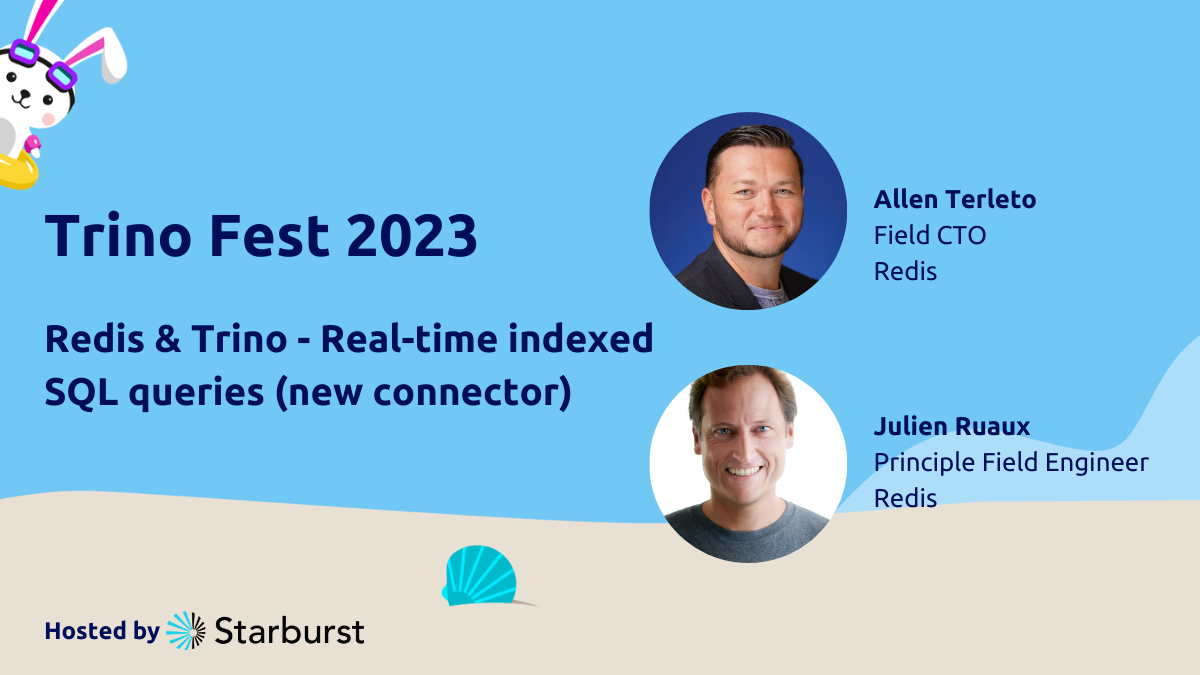 Trino Fest 2023
Redis & Trino - Real-time indexed
SQL queries (new connector)
Allen Terleto
Field CTO
Redis
Julien Ruaux
Principle Field Engineer
Redis
Hosted by Starburst